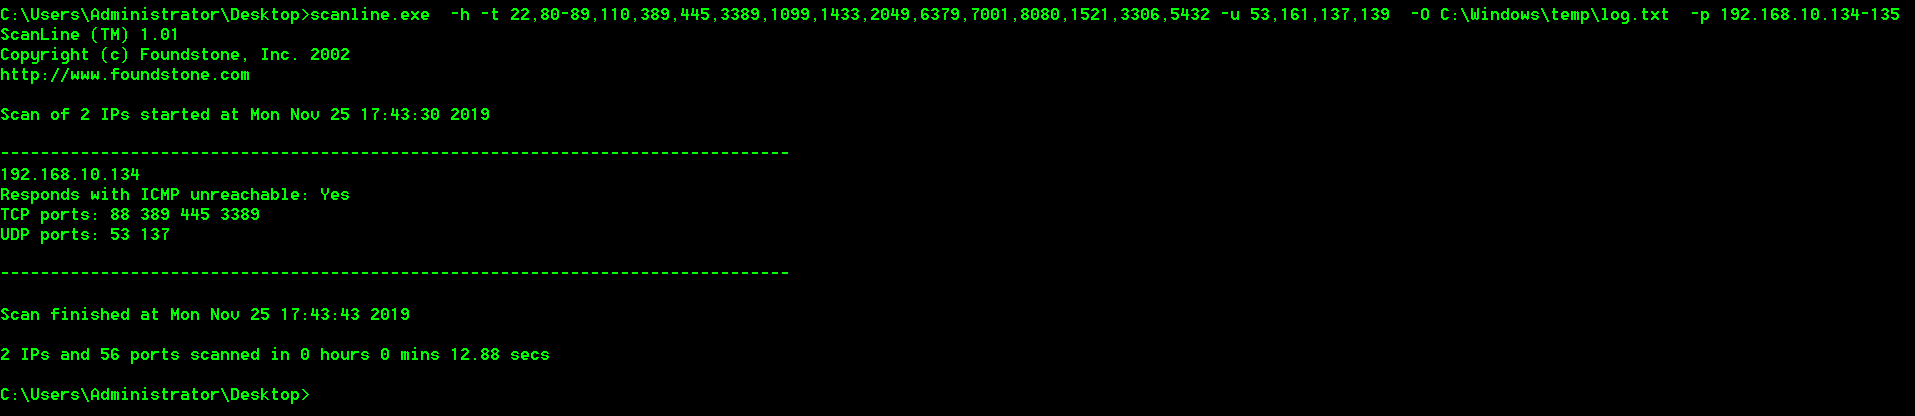 C:\Users\Administrator\Desktop>scanline.exe  -h -t 22,80-89,110,389,445,3389,1099,1433,2049,6379,7001,8080,1521,3306,5432 -u 53,161,137,139  -O C:\Windows\temp\log.txt  -p 192.168.10.134-135
ScanLine (TM) 1.01
Copyright (c) Foundstone, Inc. 2002
http://www.foundstone.com
Scan of 2 IPs started at Mon Nov 25 17:43:30 2019
-------------------------------------------------------------------------------
192.168.10.134
Responds with ICMP unreachable: Yes
TCP ports: 88 389 445 3389
UDP ports: 53 137
-------------------------------------------------------------------------------
Scan finished at Mon Nov 25 17:43:43 2019
2 IPs and 56 ports scanned in 0 hours 0 mins 12.88 secs
C:\Users\Administrator\Desktop>